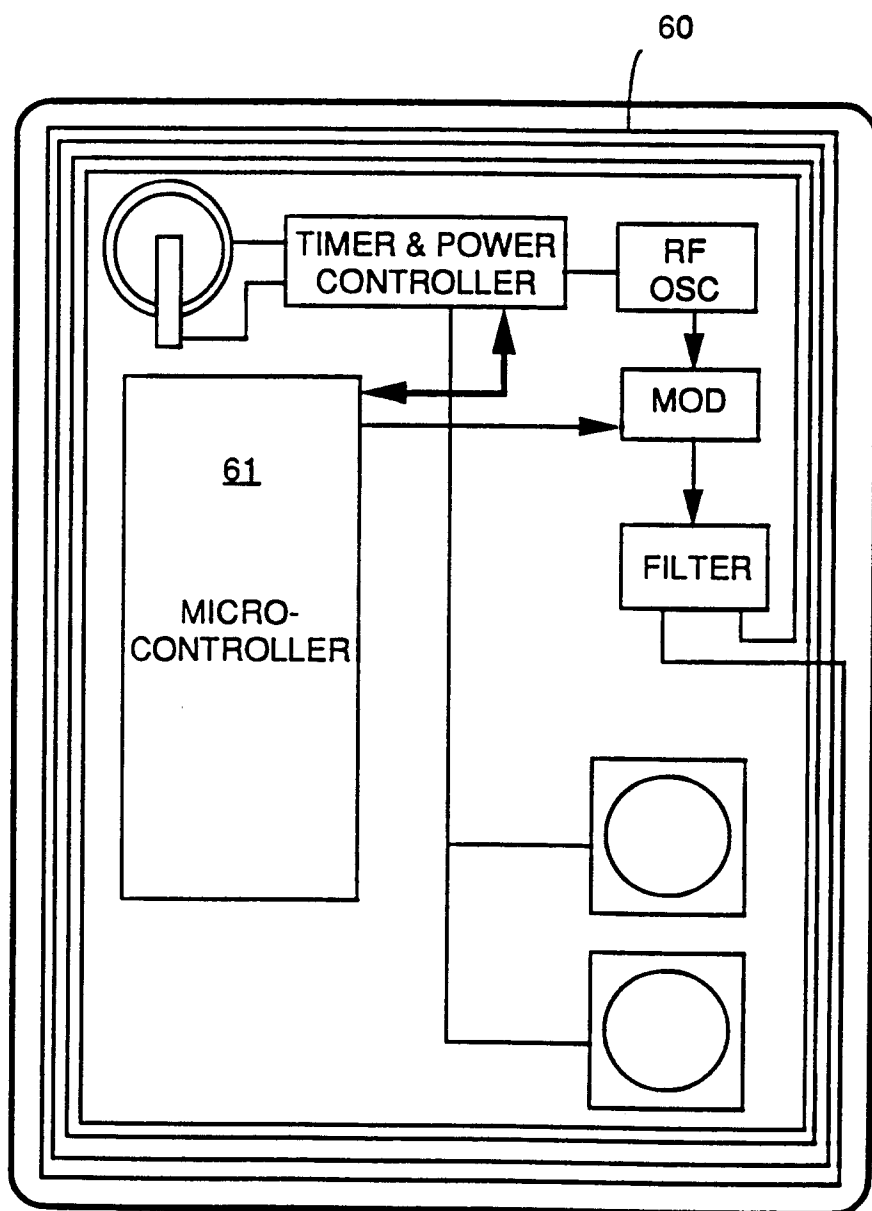 60
TIMER & POWER
CONTROLLER
RF
OSC
MOD
61
FILTER
MICRO-
CONTROLLER